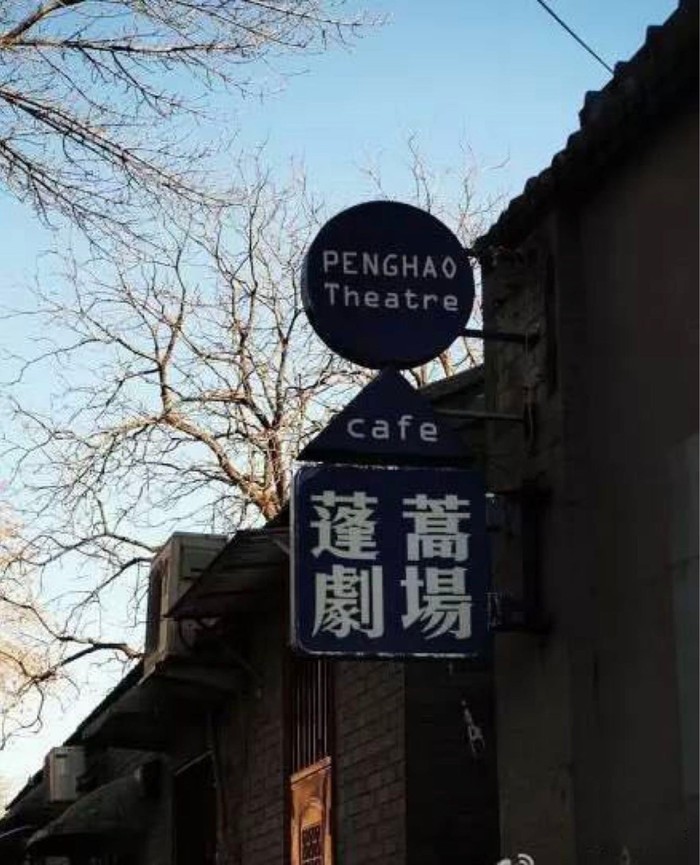 PENGHAO
Theatre
cafe
蓬蒿
劇場